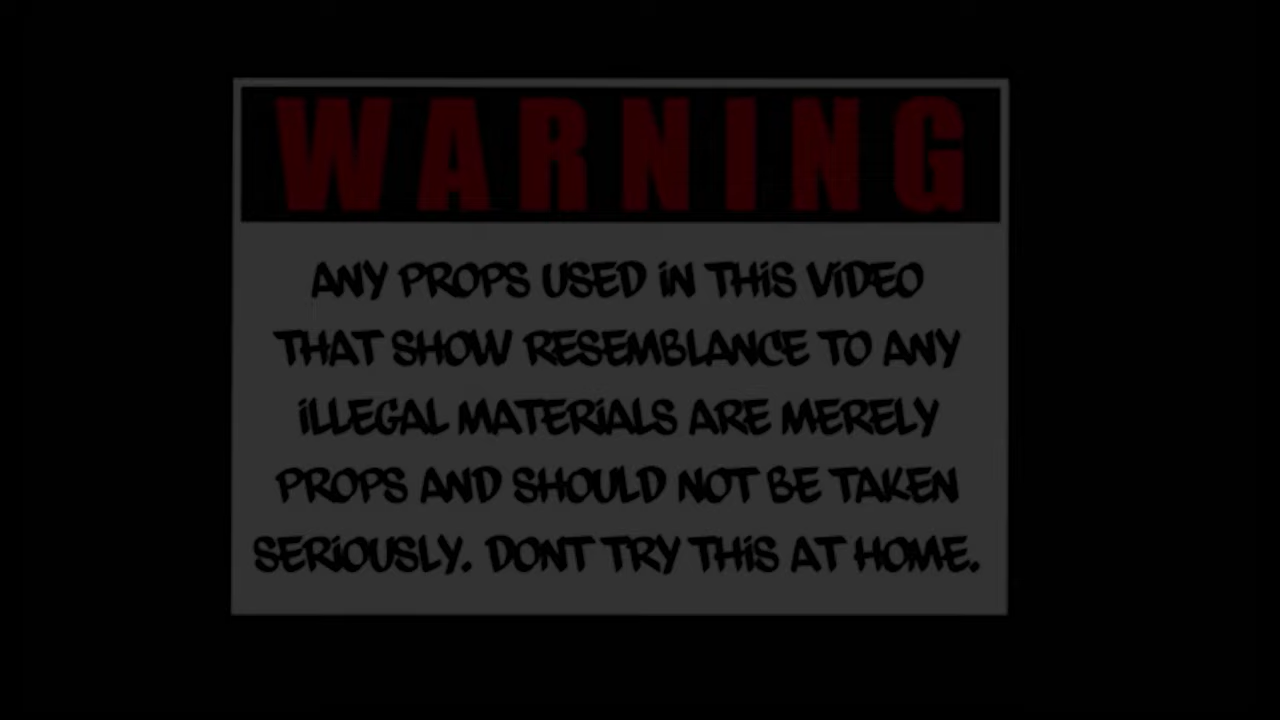 WARNING
ANY PROPS USED iN THiS ViDEO
THAT SHOW RESEMBLANCE TO ANY
iLLEGAL MATERiALS ARE MERELY
PROPS AND SHOULD NOT BE TAKEN
SERiOUSLY. DONT TRY THiS AT HOME.